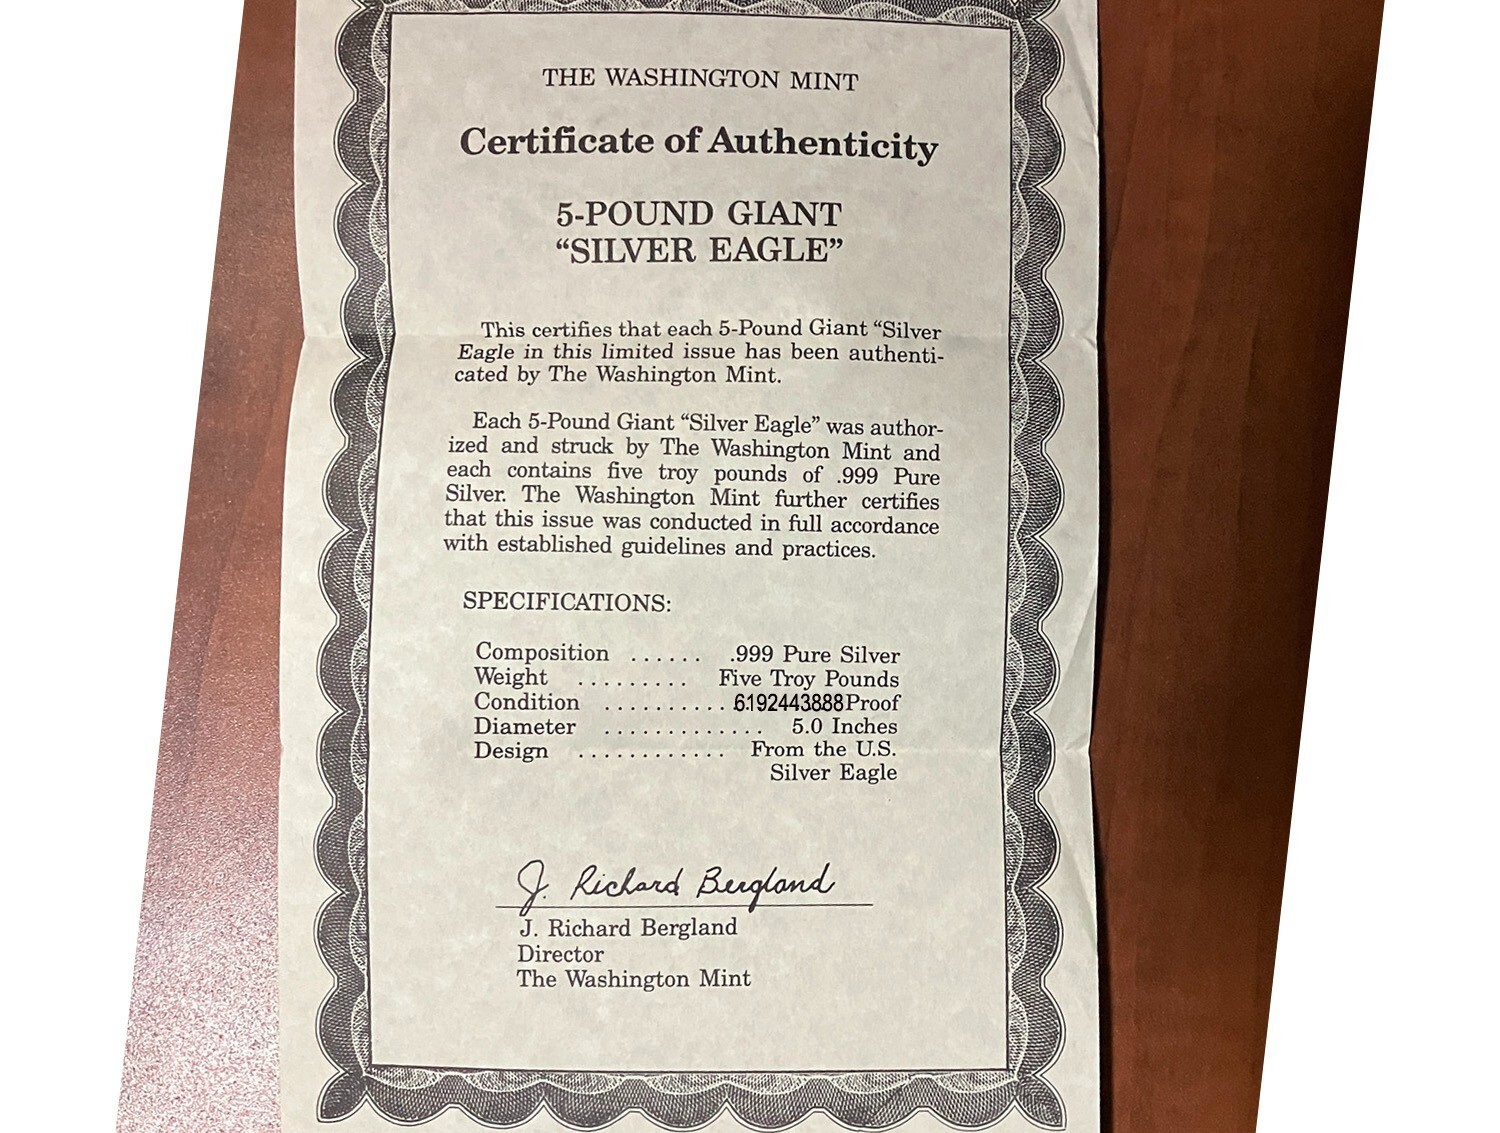 THE WASHINGTON MINT
Certificate of Authenticity
5-POUND GIANT
“SILVER EAGLE”
This certifies that each 5-Pound Giant “Silver
Eagle in this limited issue has been authenti-
cated by The Washington Mint.
Each 5-Pound Giant “Silver Eagle” was author-
ized and struck by The Washington Mint and
each contains five troy pounds of .999 Pure
Silver. The Washington Mint further certifies
that this issue was conducted in full accordance
with established guidelines and practices.
SPECIFICATIONS:
Composition ...... .999 Pure Silver
Weight ......... Five Troy Pounds
Condition ........... 6192443888 Proof
Diameter ............. 5.0 Inches
Design ............ From the U.S.
Silver Eagle
J. Richard Bergland
J. Richard Bergland
Director
The Washington Mint